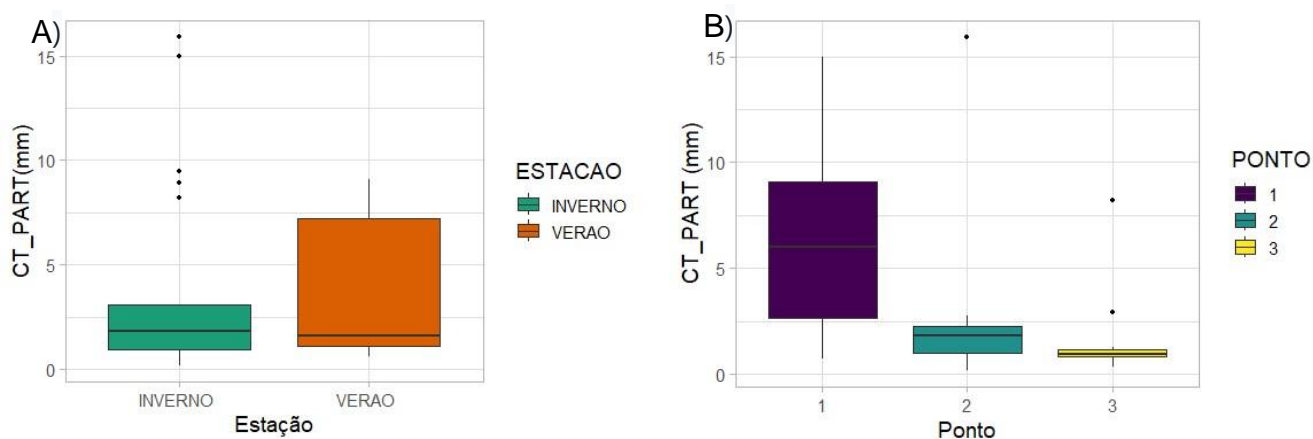 A)
CT_PART(mm)
15
10
5
0
INVERNO
VERAO
Estação
ESTACAO
INVERNO
VERAO
B)
CT_PART (mm)
15
10
5
0
1
2
3
Ponto
PONTO
1
2
3